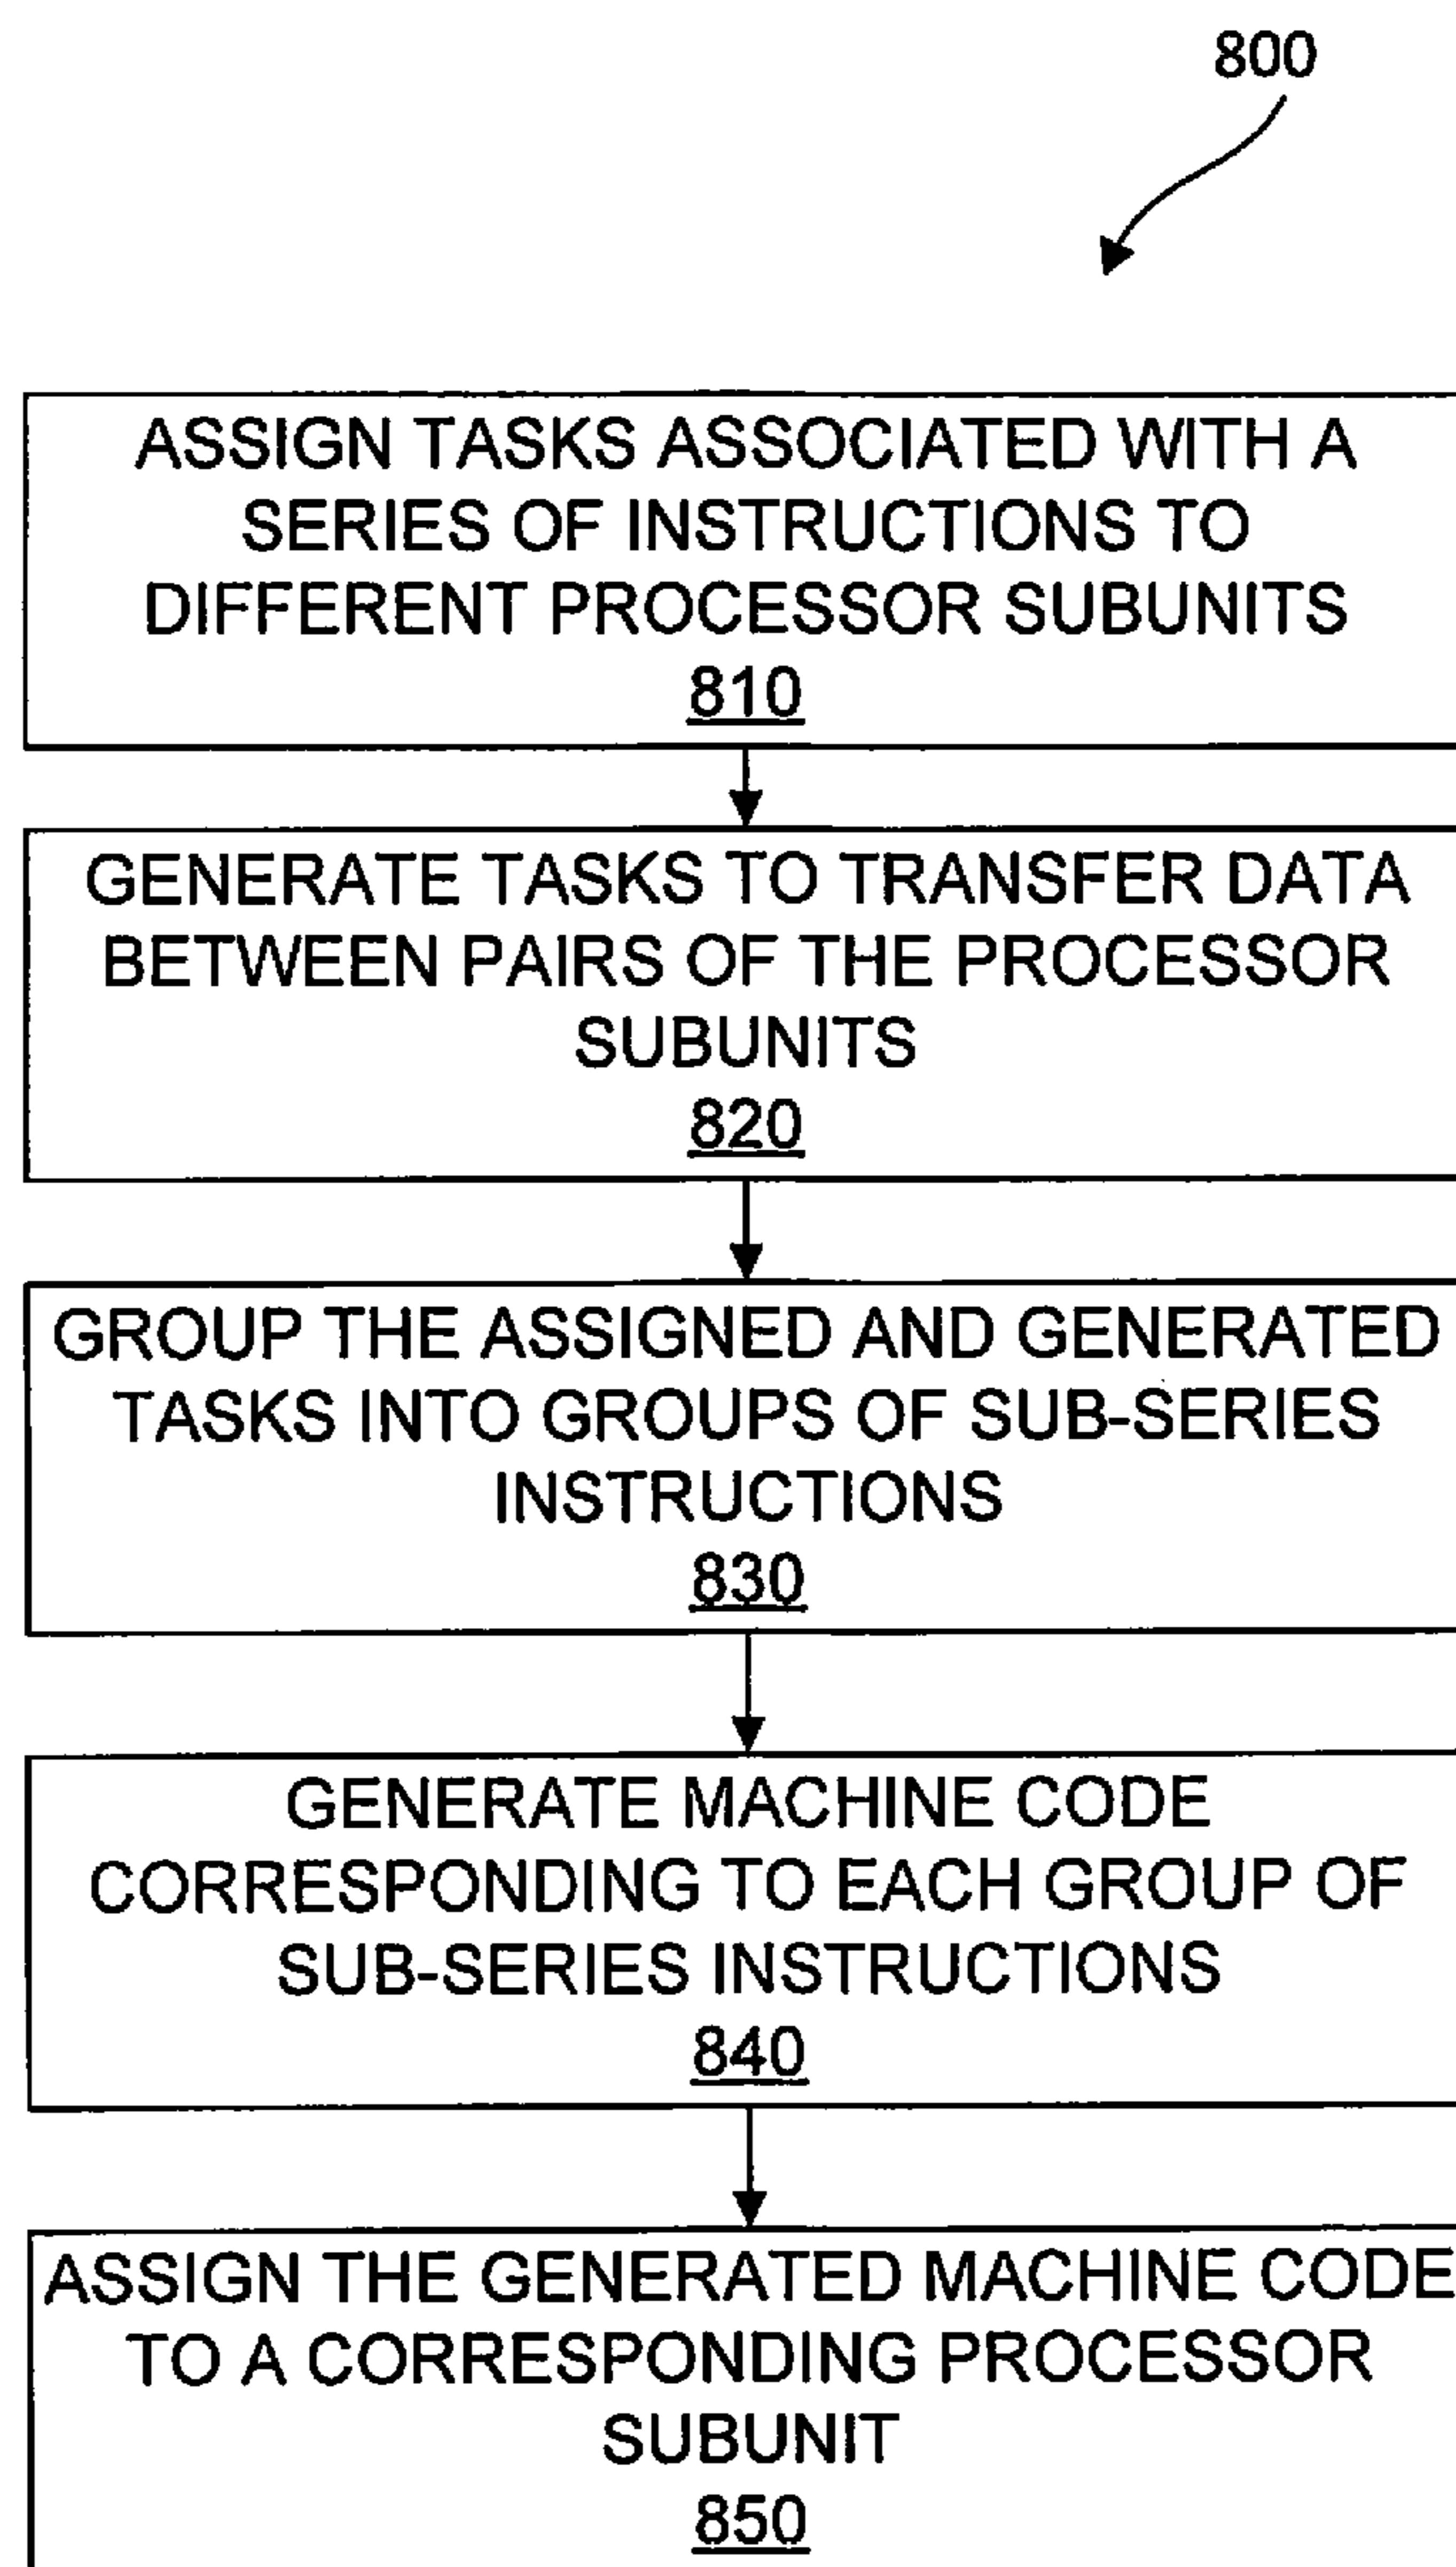 800
ASSIGN TASKS ASSOCIATED WITH A
SERIES OF INSTRUCTIONS TO
DIFFERENT PROCESSOR SUBUNITS
810
GENERATE TASKS TO TRANSFER DATA
BETWEEN PAIRS OF THE PROCESSOR
SUBUNITS
820
GROUP THE ASSIGNED AND GENERATED
TASKS INTO GROUPS OF SUB-SERIES
INSTRUCTIONS
830
GENERATE MACHINE CODE
CORRESPONDING TO EACH GROUP OF
SUB-SERIES INSTRUCTIONS
840
ASSIGN THE GENERATED MACHINE CODE
TO A CORRESPONDING PROCESSOR
SUBUNIT
850